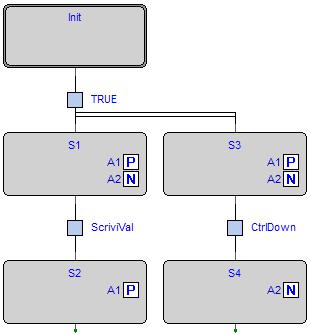 Init
TRUE
S1 S3
A1 P A1 P
A2 N A2 N
ScriviVal CtrlDown
S2 S4
A1 P A2 N